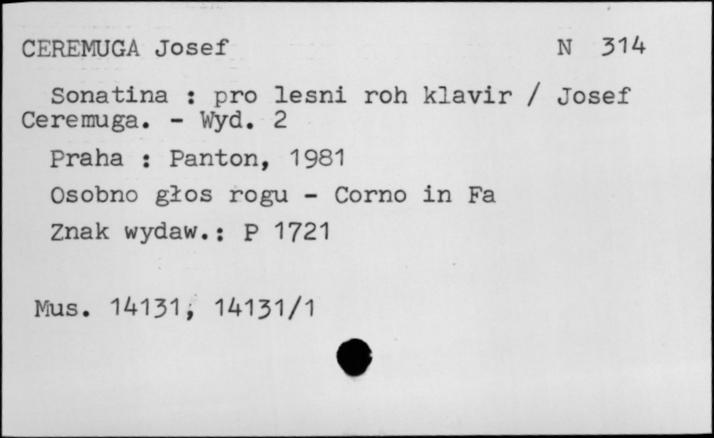 CEREMUGA Josef N 314
Sonatina : pro lesni roh klavir / Josef
Ceremuga. - Wyd. 2
Praha : Panton, 1981
Osobno głos rogu - Corno in Fa
Znak wydaw.: P 1721
Mus. 14131, 14131/1